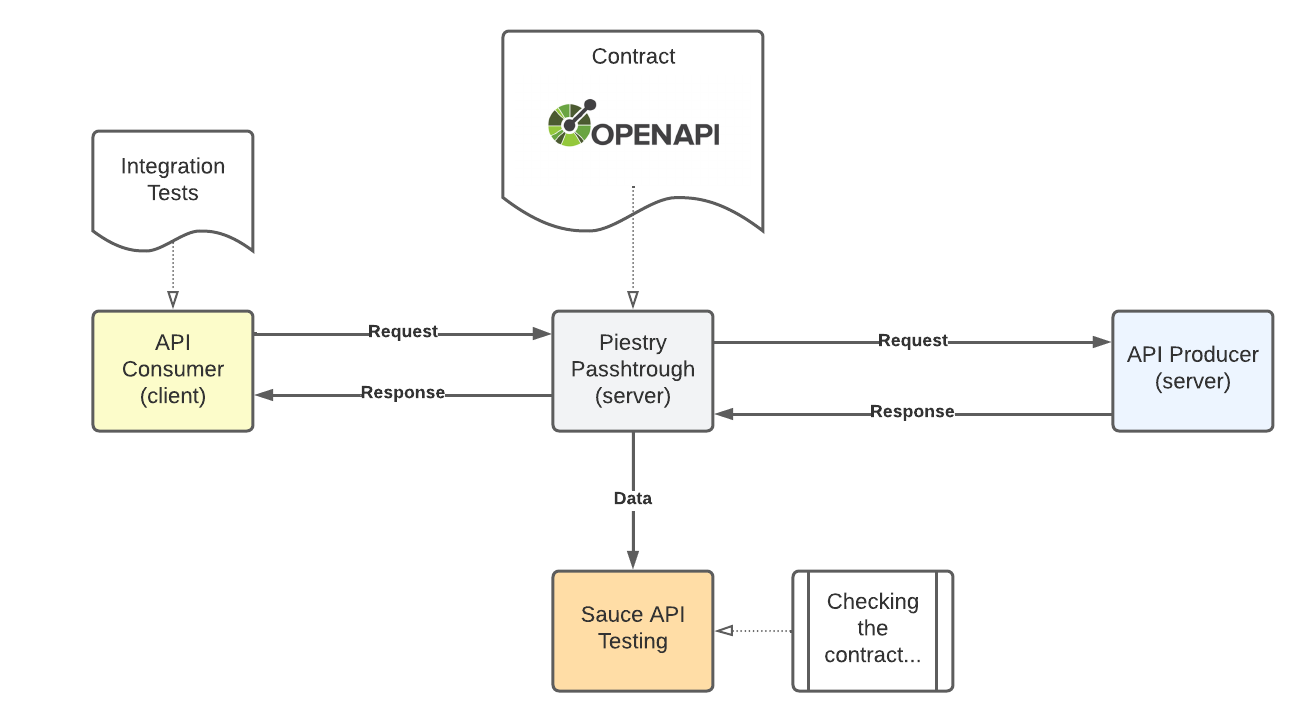 Contract
OPENAPI
Integration
Tests
API
Consumer
(client)
Request
Response
Piestry
Passhtrough
(server)
Request
Response
API Producer
(server)
Data
Sauce API
Testing
Checking
the
contract...